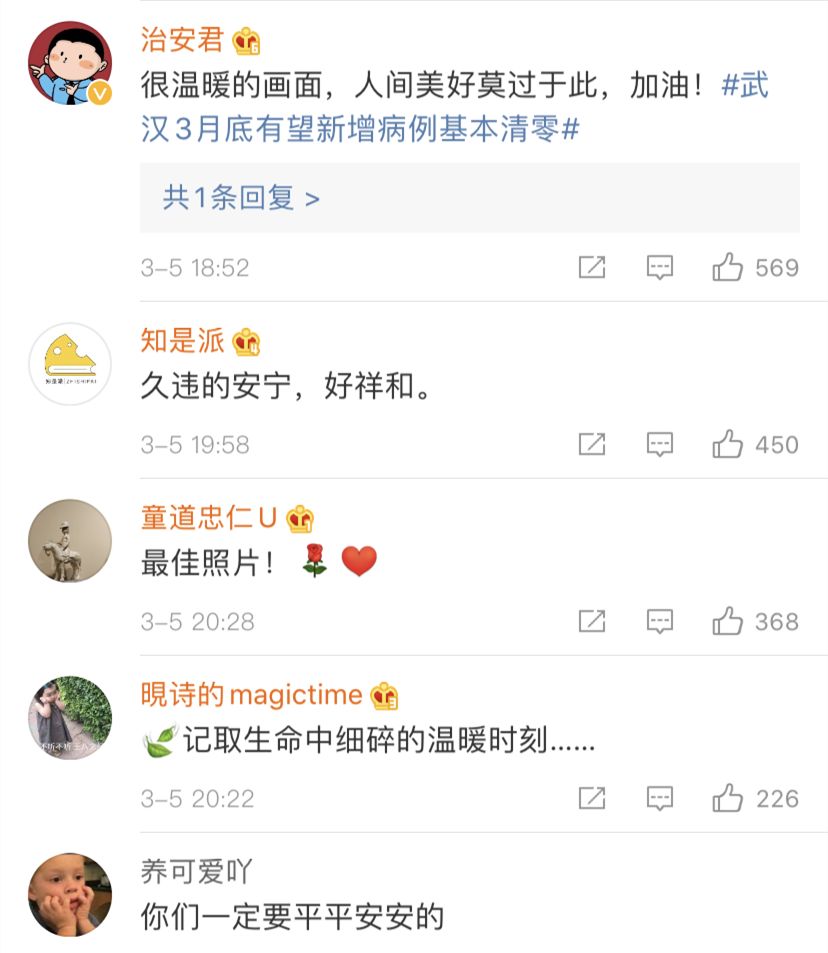 治安君
很温暖的画面，人间美好莫过于此，加油！#武
汉3月底有望新增病例基本清零#
共1条回复 >
3-5 18:52
569
知是派
久违的安宁，好祥和。
3-5 19:58
450
童道忠仁U
最佳照片！🌹❤️
3-5 20:28
368
晛诗的magictime
🍃记取生命中细碎的温暖时刻......
3-5 20:22
226
养可爱吖
你们一定要平平安安的